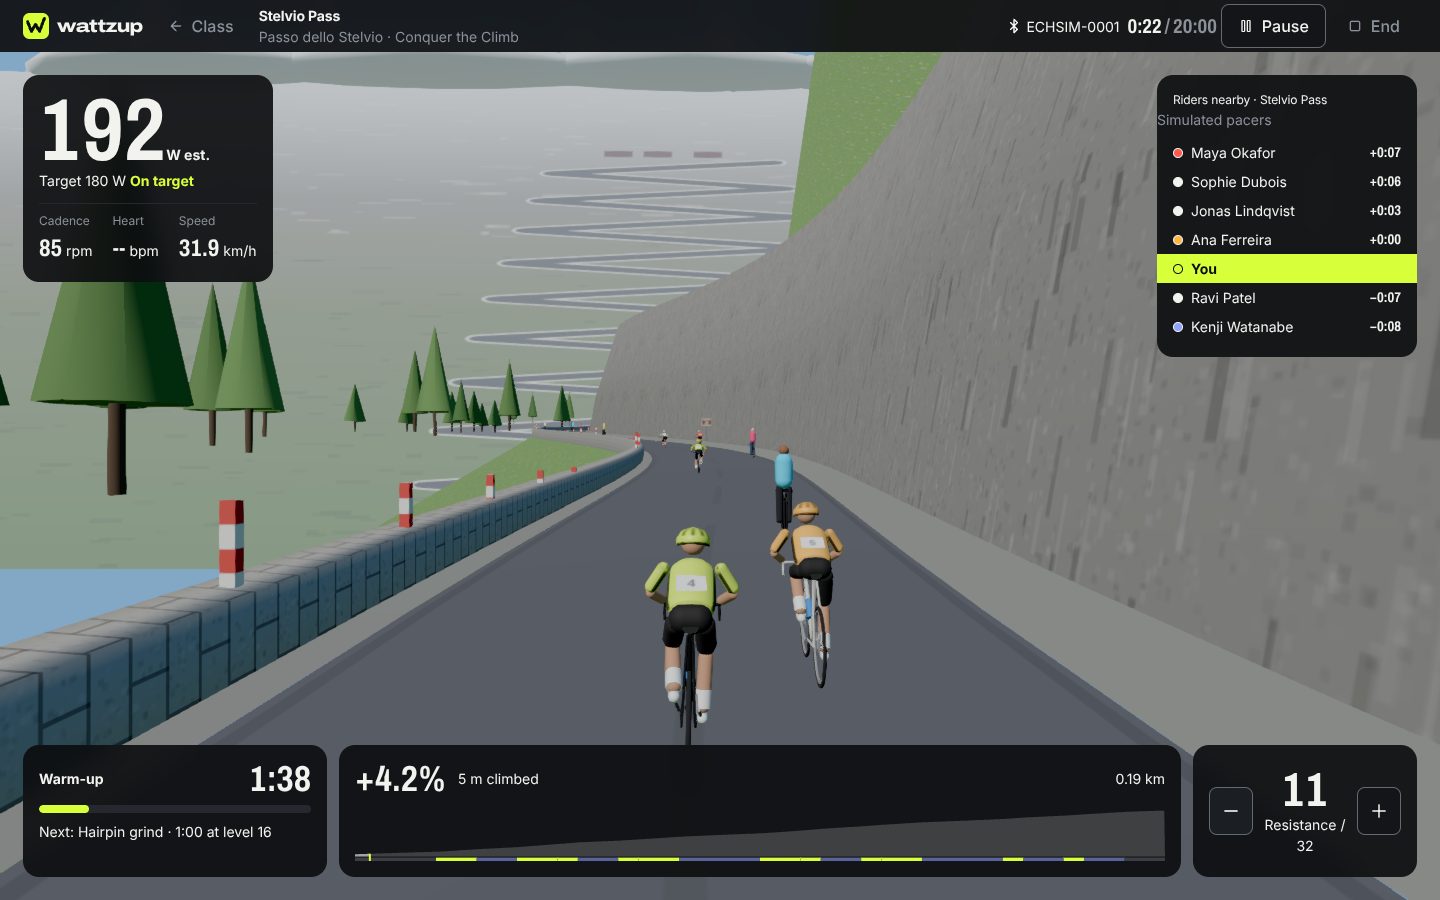 wattzup
← Class
Stelvio Pass
Passo dello Stelvio · Conquer the Climb
ECHSIM-0001 0:22 / 20:00
Pause
End
192 W est.
Target 180 W On target
Cadence Heart Speed
85 rpm -- bpm 31.9 km/h
Riders nearby · Stelvio Pass
Simulated pacers
Maya Okafor +0:07
Sophie Dubois +0:06
Jonas Lindqvist +0:03
Ana Ferreira +0:00
You
Ravi Patel −0:07
Kenji Watanabe −0:08
4
Warm-up 1:38
Next: Hairpin grind · 1:00 at level 16
+4.2% 5 m climbed 0.19 km
−
11
+
Resistance /
32